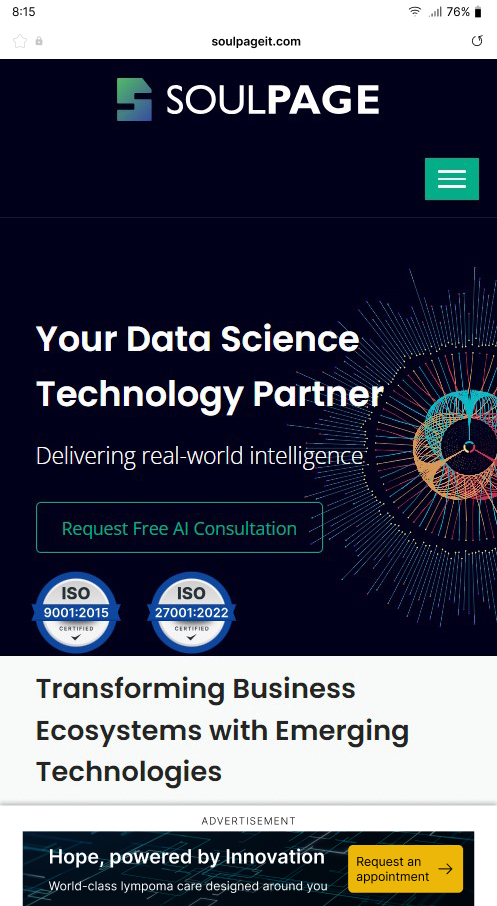 8:15
76%
soulpageit.com
SOULPAGE
Your Data Science
Technology Partner
Delivering real-world intelligence
Request Free AI Consultation
ISO
9001:2015
CERTIFIED
ISO
27001:2022
CERTIFIED
Transforming Business
Ecosystems with Emerging
Technologies
ADVERTISEMENT
Hope, powered by Innovation
World-class lympoma care designed around you
Request an
appointment